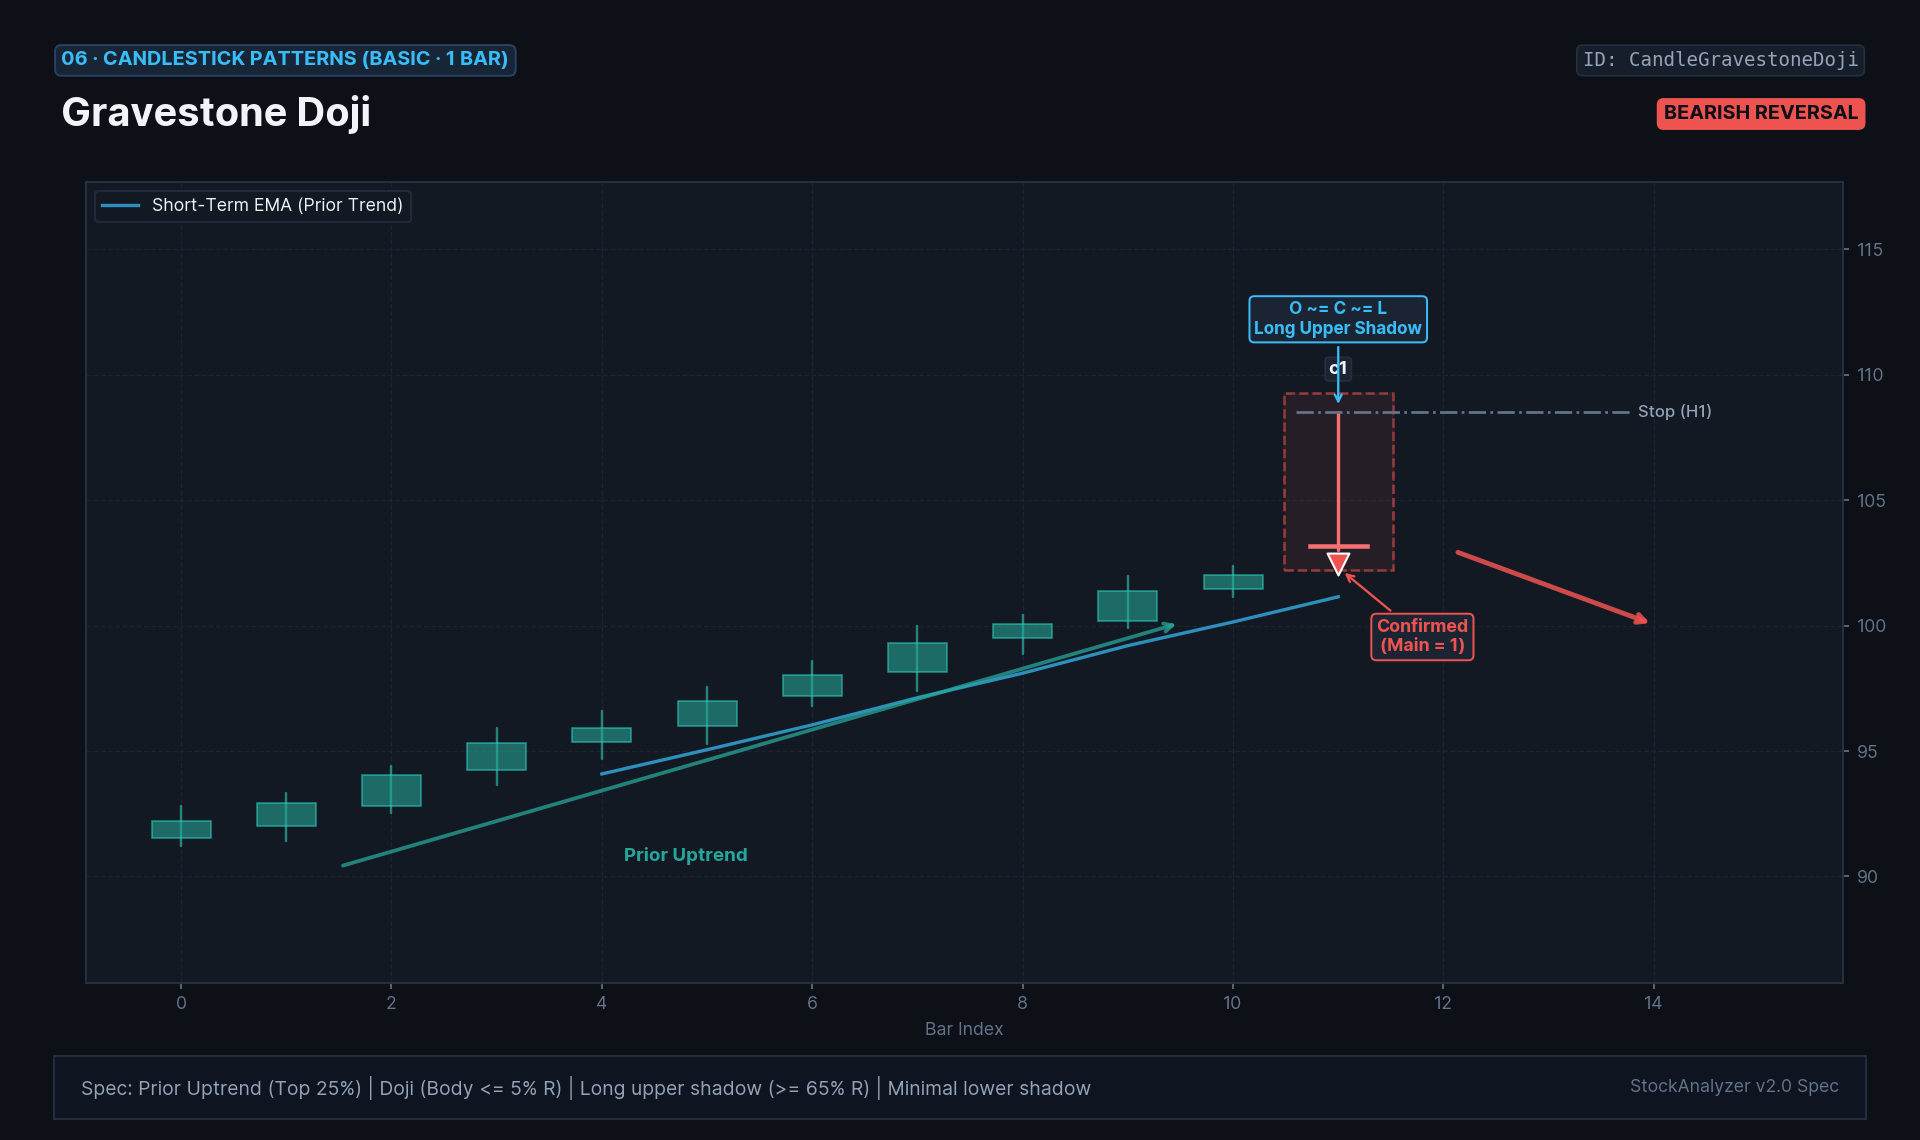 06 · CANDLESTICK PATTERNS (BASIC · 1 BAR)
ID: CandleGravestoneDoji
Gravestone Doji
BEARISH REVERSAL
Short-Term EMA (Prior Trend)
115
O ~= C ~= L
Long Upper Shadow
c1
110
Stop (H1)
105
100
Confirmed
(Main = 1)
95
Prior Uptrend
90
0 2 4 6 8 10 12 14
Bar Index
Spec: Prior Uptrend (Top 25%) | Doji (Body <= 5% R) | Long upper shadow (>= 65% R) | Minimal lower shadow
StockAnalyzer v2.0 Spec